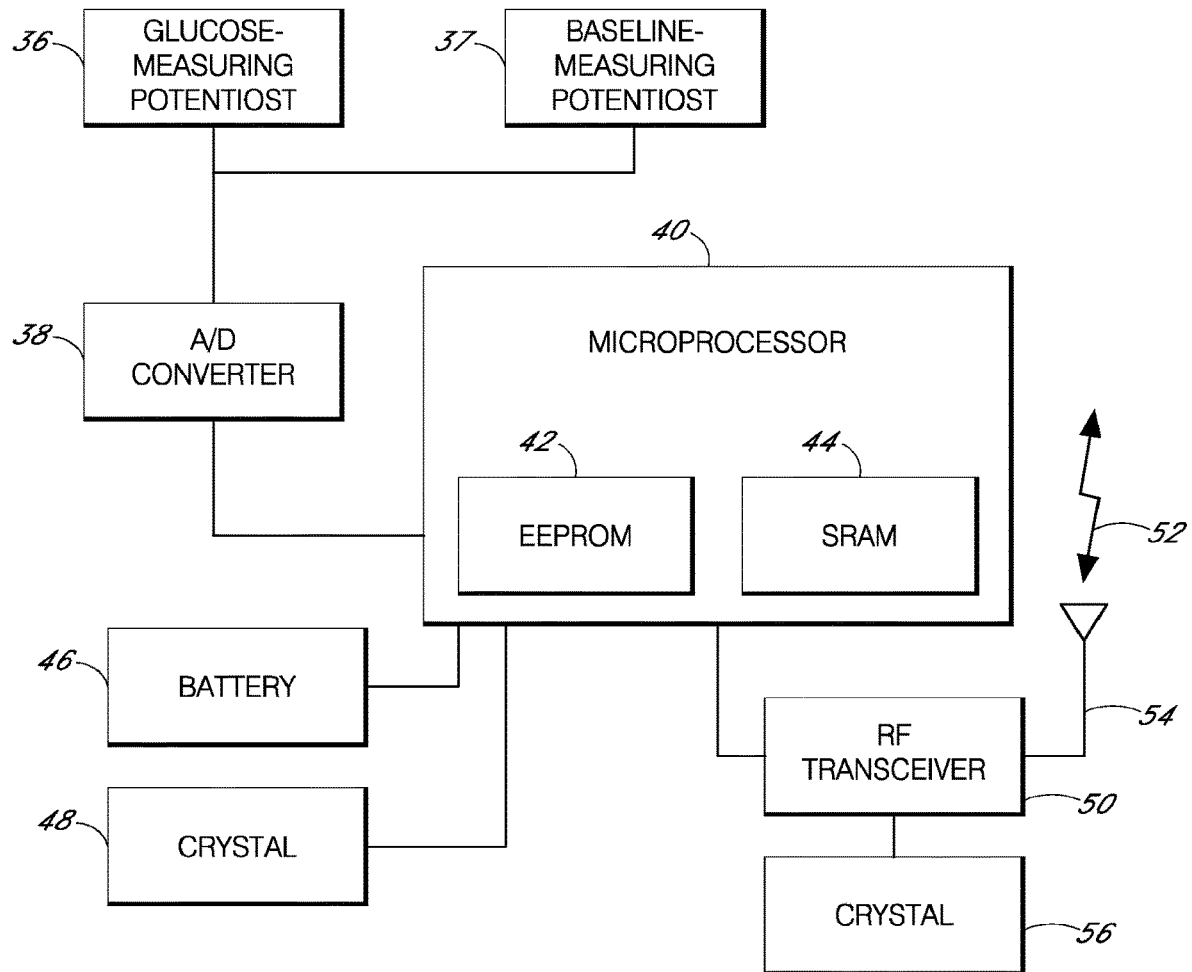 36
GLUCOSE-
MEASURING
POTENTIOST
37
BASELINE-
MEASURING
POTENTIOST
40
38
A/D
CONVERTER
MICROPROCESSOR
42
EEPROM
44
SRAM
52
46
BATTERY
54
RF
TRANSCEIVER
50
48
CRYSTAL
CRYSTAL
56